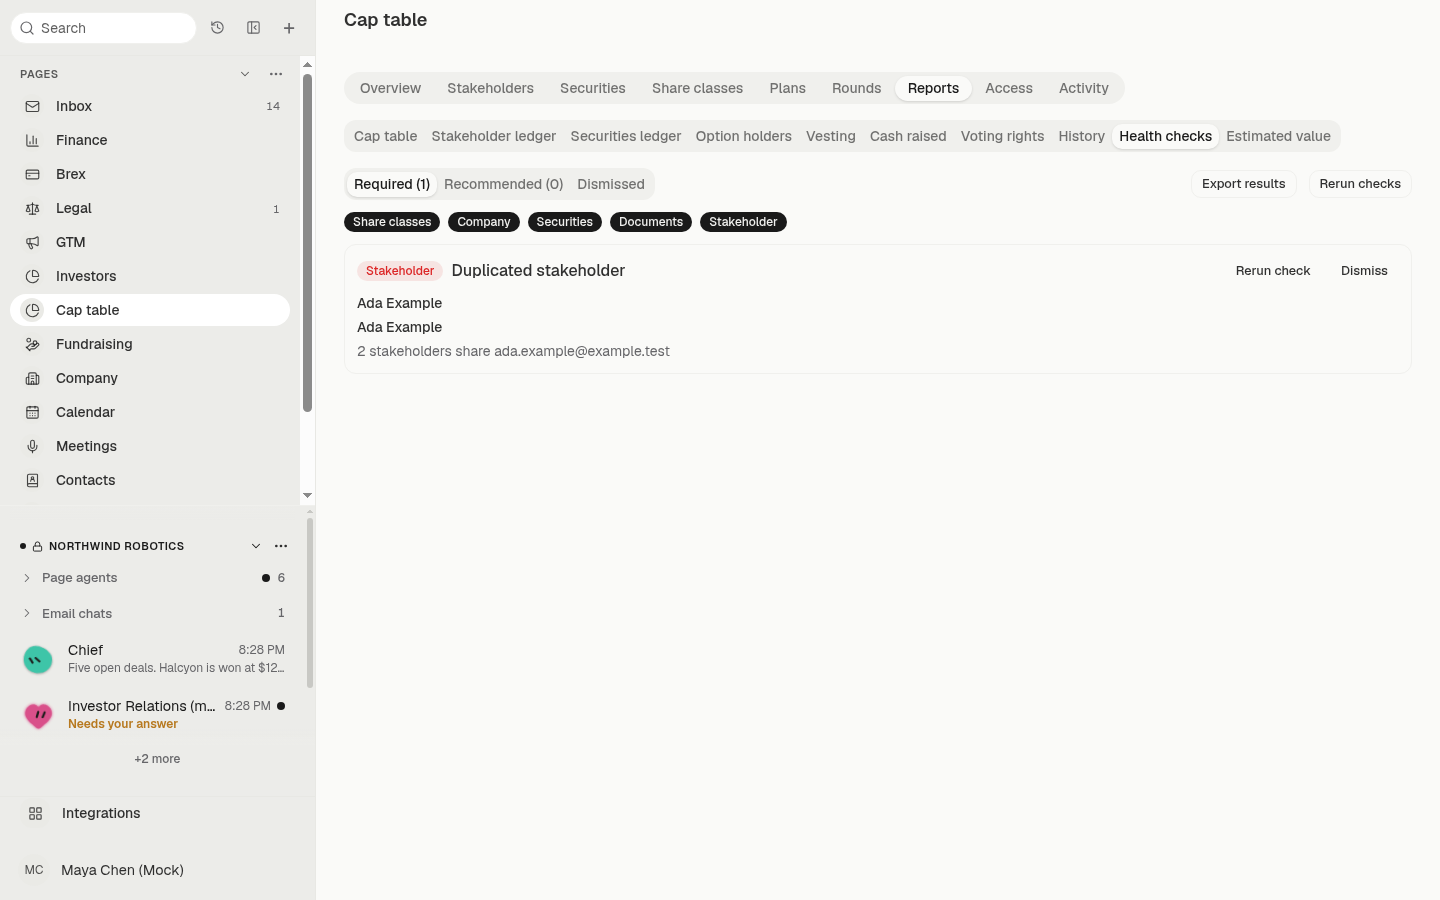 Search
PAGES
Inbox 14
Finance
Brex
Legal 1
GTM
Investors
Cap table
Fundraising
Company
Calendar
Meetings
Contacts
NORTHWIND ROBOTICS
Page agents 6
Email chats 1
Chief 8:28 PM
Five open deals. Halcyon is won at $12…
Investor Relations (m… 8:28 PM
Needs your answer
+2 more
Integrations
MC Maya Chen (Mock)
Cap table
Overview Stakeholders Securities Share classes Plans Rounds Reports Access Activity
Cap table Stakeholder ledger Securities ledger Option holders Vesting Cash raised Voting rights History Health checks Estimated value
Required (1) Recommended (0) Dismissed Export results Rerun checks
Share classes Company Securities Documents Stakeholder
Stakeholder Duplicated stakeholder Rerun check Dismiss
Ada Example
Ada Example
2 stakeholders share ada.example@example.test